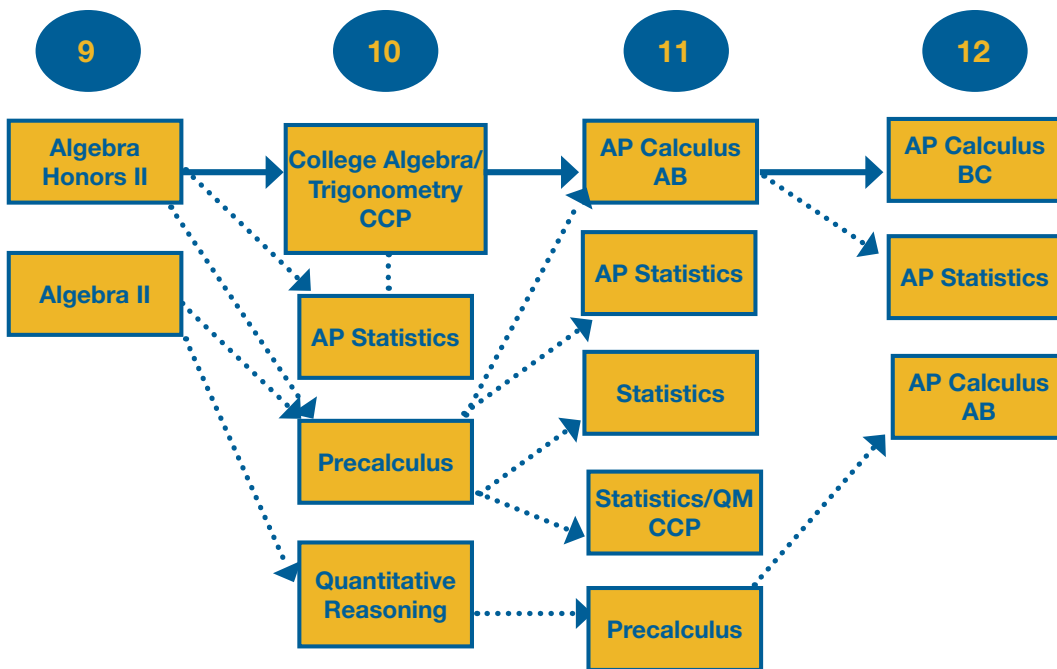 9
10
11
12
Algebra
Honors II
Algebra II
College Algebra/
Trigonometry
CCP
AP Statistics
Precalculus
Quantitative
Reasoning
AP Calculus
AB
AP Statistics
Statistics
Statistics/QM
CCP
Precalculus
AP Calculus
BC
AP Statistics
AP Calculus
AB